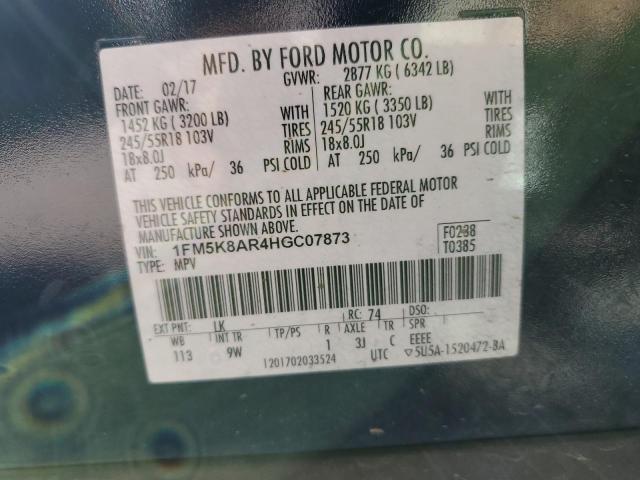 MFD. BY FORD MOTOR CO.
DATE: 02/17 GVWR: 2877 KG ( 6342 LB)
FRONT GAWR: REAR GAWR:
1452 KG ( 3200 LB) WITH 1520 KG ( 3350 LB) WITH
245/55R18 103V TIRES 245/55R18 103V TIRES
18x8.0J RIMS 18x8.0J RIMS
AT 250 kPa/ 36 PSI COLD AT 250 kPa/ 36 PSI COLD
THIS VEHICLE CONFORMS TO ALL APPLICABLE FEDERAL MOTOR
VEHICLE SAFETY STANDARDS IN EFFECT ON THE DATE OF
MANUFACTURE SHOWN ABOVE.
VIN: 1FM5K8AR4HGC07873 F0238
TYPE: MPV T0385
EXT PNT: LK RC: 74 DSO:
WB INT TR TP/PS R AXLE TR SPR
113 9W 1 3J C EEEE
1201702033524 UTC ▽5U5A-1520472-BA